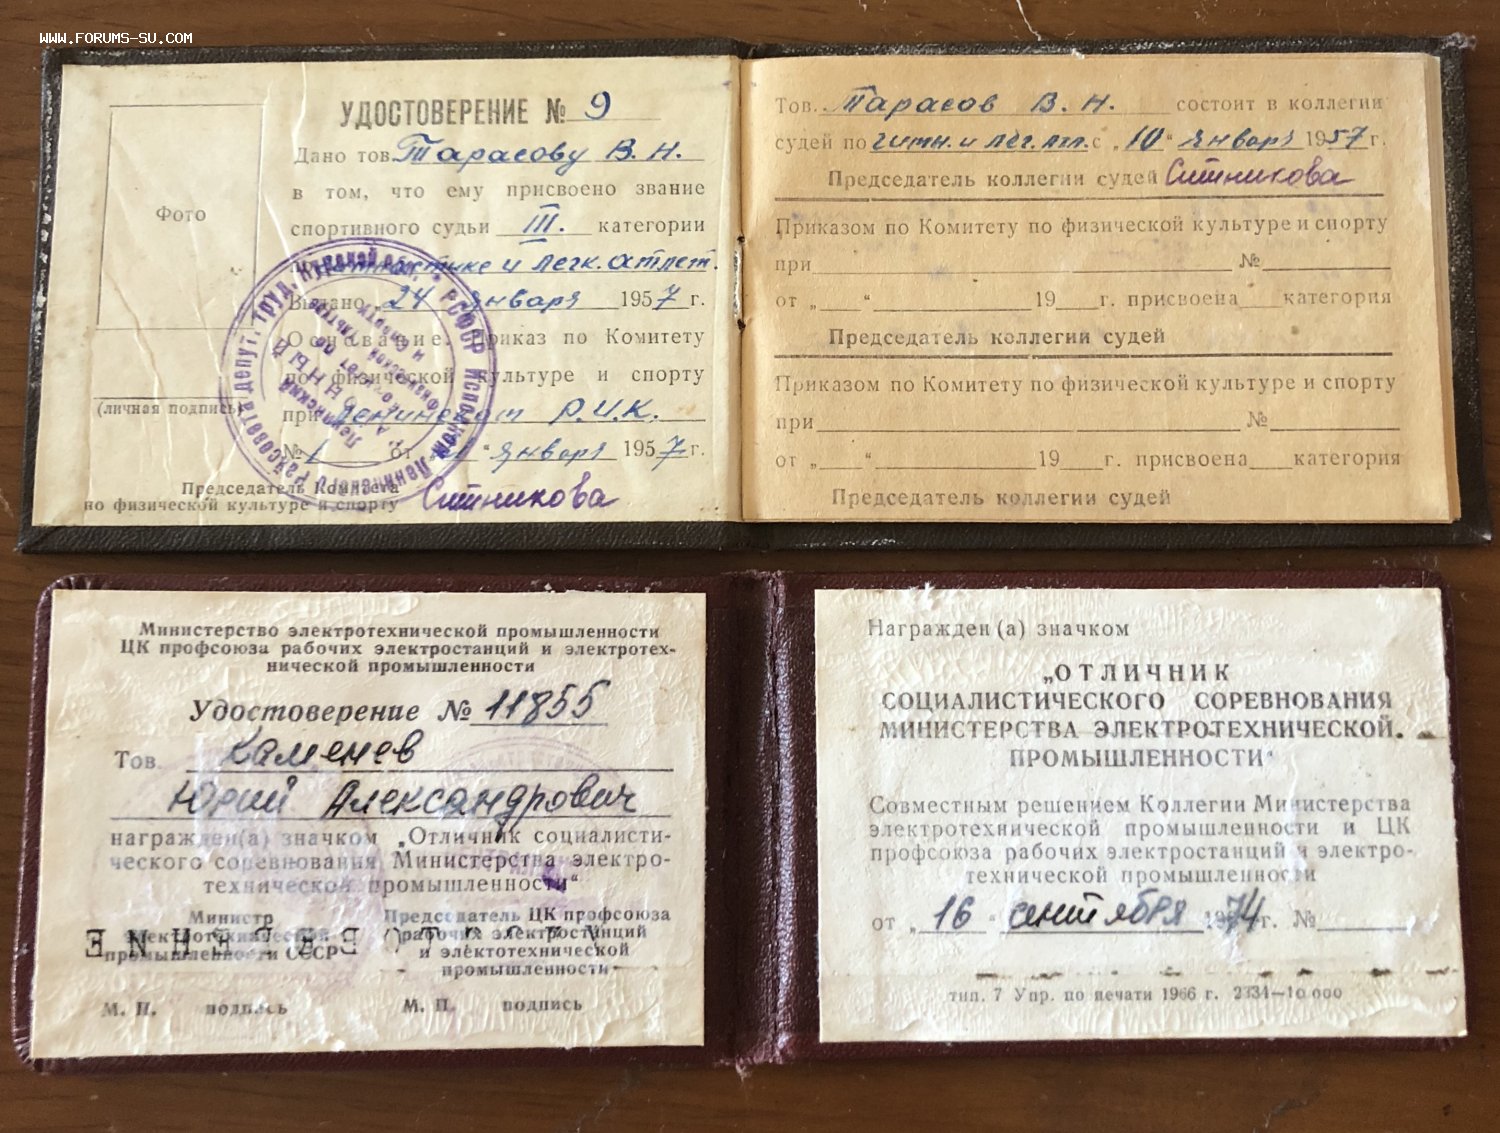 www.forums-su.com
УДОСТОВЕРЕНИЕ № 9
Дано тов. Тарасову В. Н.
в том, что ему присвоено звание
спортивного судьи III. категории
гимнастике и легк. атлет.
Выдано 24 января 1957 г.
Основание: Приказ по Комитету
по физической культуре и спорту
при Ленинском Р.И.К.
№ 1 от " января 1957 г.
Председатель Комитета
по физической культуре и спорту Ситникова
Фото
(личная подпись)
Тов. Тарасов В. Н. состоит в коллегии
судей по гимн. и лег. атл. с „10" января 1957 г.
Председатель коллегии судей Ситникова
Приказом по Комитету по физической культуре и спорту
при №
от „ " 19 г. присвоена категория
Председатель коллегии судей
Приказом по Комитету по физической культуре и спорту
при №
от „ " 19 г. присвоена категория
Председатель коллегии судей
Министерство электротехнической промышленности
ЦК профсоюза рабочих электростанций и электротех-
нической промышленности
Удостоверение № 11855
Тов. Каменев
Юрий Александрович
награжден(а) значком „Отличник социалисти-
ческого соревнования Министерства электро-
технической промышленности"
Министр
электротехнической
промышленности СССР
М. П. подпись
Председатель ЦК профсоюза
рабочих электростанций
и электотехнической
промышленности
М. П. подпись
Награжден (а) значком
„ОТЛИЧНИК
СОЦИАЛИСТИЧЕСКОГО СОРЕВНОВАНИЯ
МИНИСТЕРСТВА ЭЛЕКТРОТЕХНИЧЕСКОЙ
ПРОМЫШЛЕННОСТИ"
Совместным решением Коллегии Министерства
электротехнической промышленности и ЦК
профсоюза рабочих электростанций и электро-
технической промышленности
от „ 16 " сентября 1974 г. №
тип. 7 Упр. по печати 1966 г. 2334—10 000